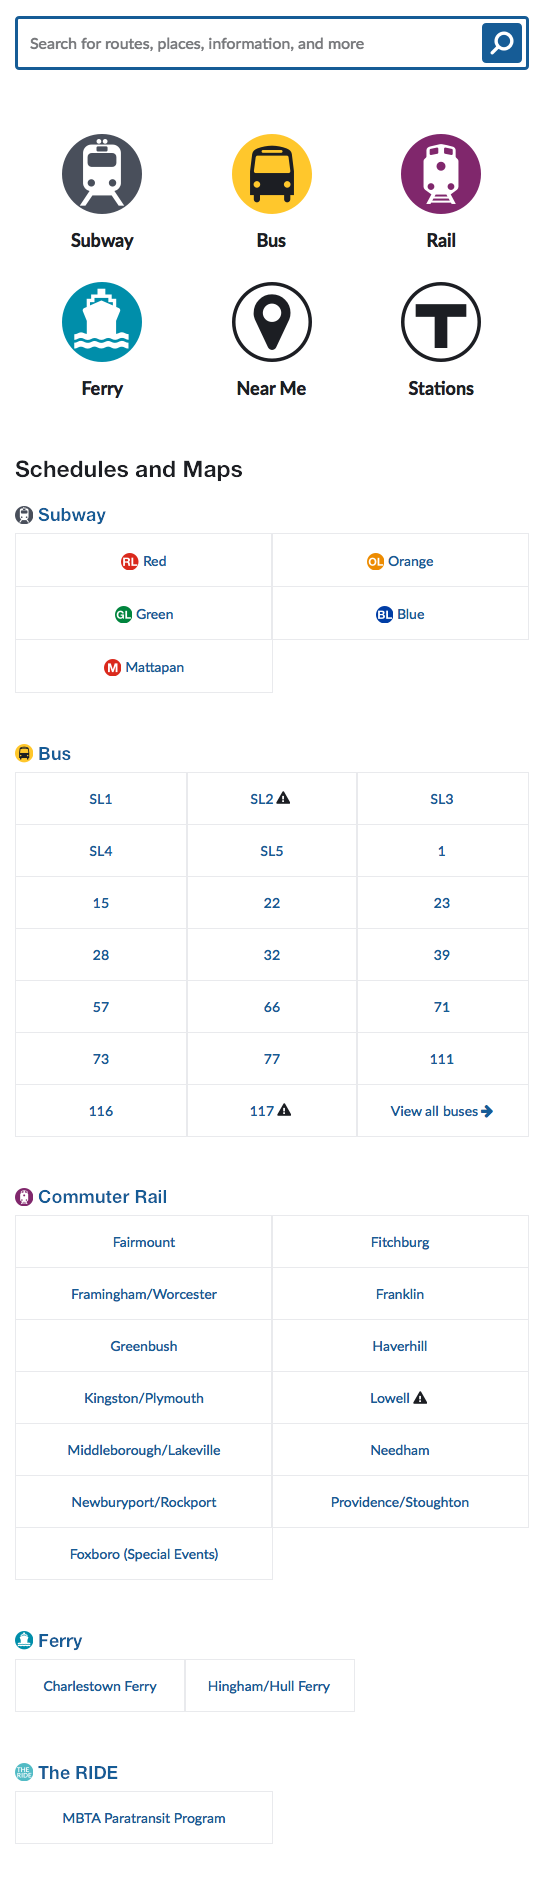 Search for routes, places, information, and more
Subway Bus Rail
T
Ferry Near Me Stations
Schedules and Maps
Subway
RL Red OL Orange
GL Green BL Blue
M Mattapan
Bus
SL1 SL2 SL3
SL4 SL5 1
15 22 23
28 32 39
57 66 71
73 77 111
116 117 View all buses
Commuter Rail
Fairmount Fitchburg
Framingham/Worcester Franklin
Greenbush Haverhill
Kingston/Plymouth Lowell
Middleborough/Lakeville Needham
Newburyport/Rockport Providence/Stoughton
Foxboro (Special Events)
Ferry
Charlestown Ferry Hingham/Hull Ferry
THE RIDE The RIDE
MBTA Paratransit Program